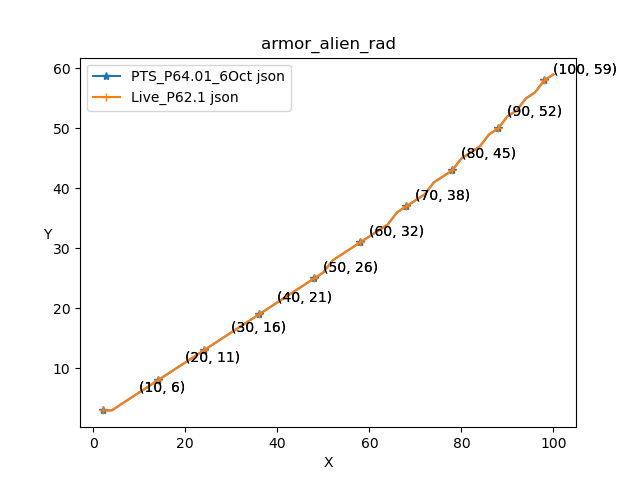 armor_alien_rad
PTS_P64.01_6Oct json
Live_P62.1 json
(100, 59)
(90, 52)
(80, 45)
(70, 38)
(60, 32)
(50, 26)
(40, 21)
(30, 16)
(20, 11)
(10, 6)
60
50
40
30
20
10
Y
0 20 40 60 80 100
X